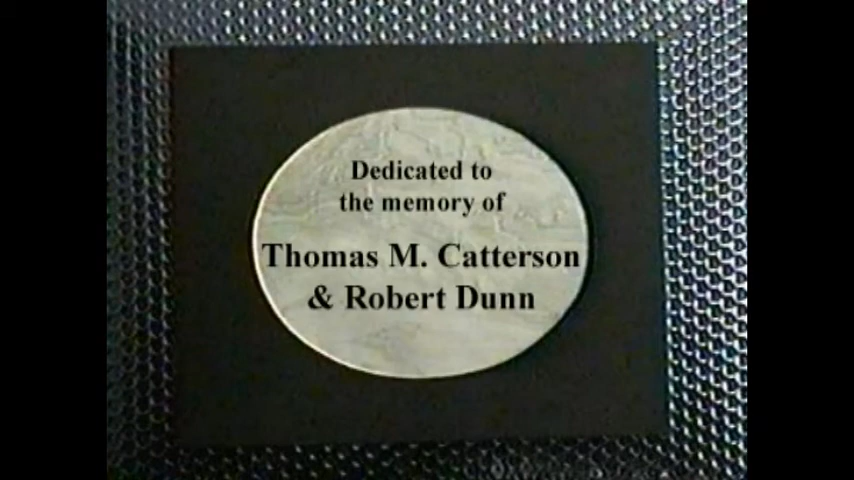 Dedicated to
the memory of
Thomas M. Catterson
& Robert Dunn